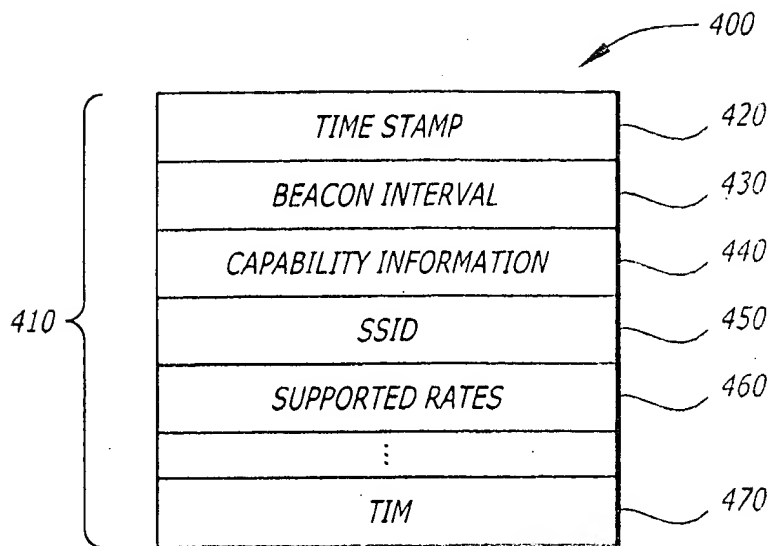 400
TIME STAMP 420
BEACON INTERVAL 430
CAPABILITY INFORMATION 440
410 SSID 450
SUPPORTED RATES 460
⋮
TIM 470